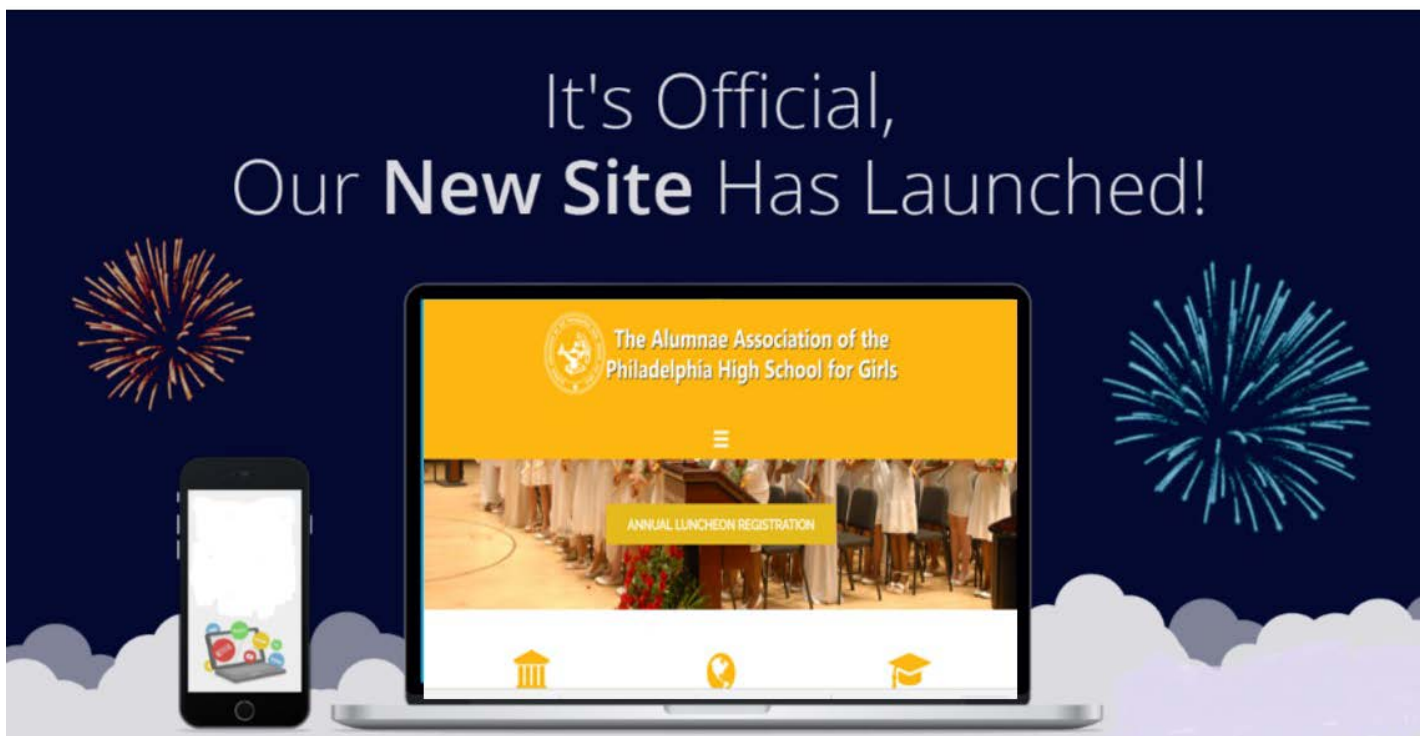 It's Official,
Our New Site Has Launched!
The Alumnae Association of the
Philadelphia High School for Girls
ANNUAL LUNCHEON REGISTRATION